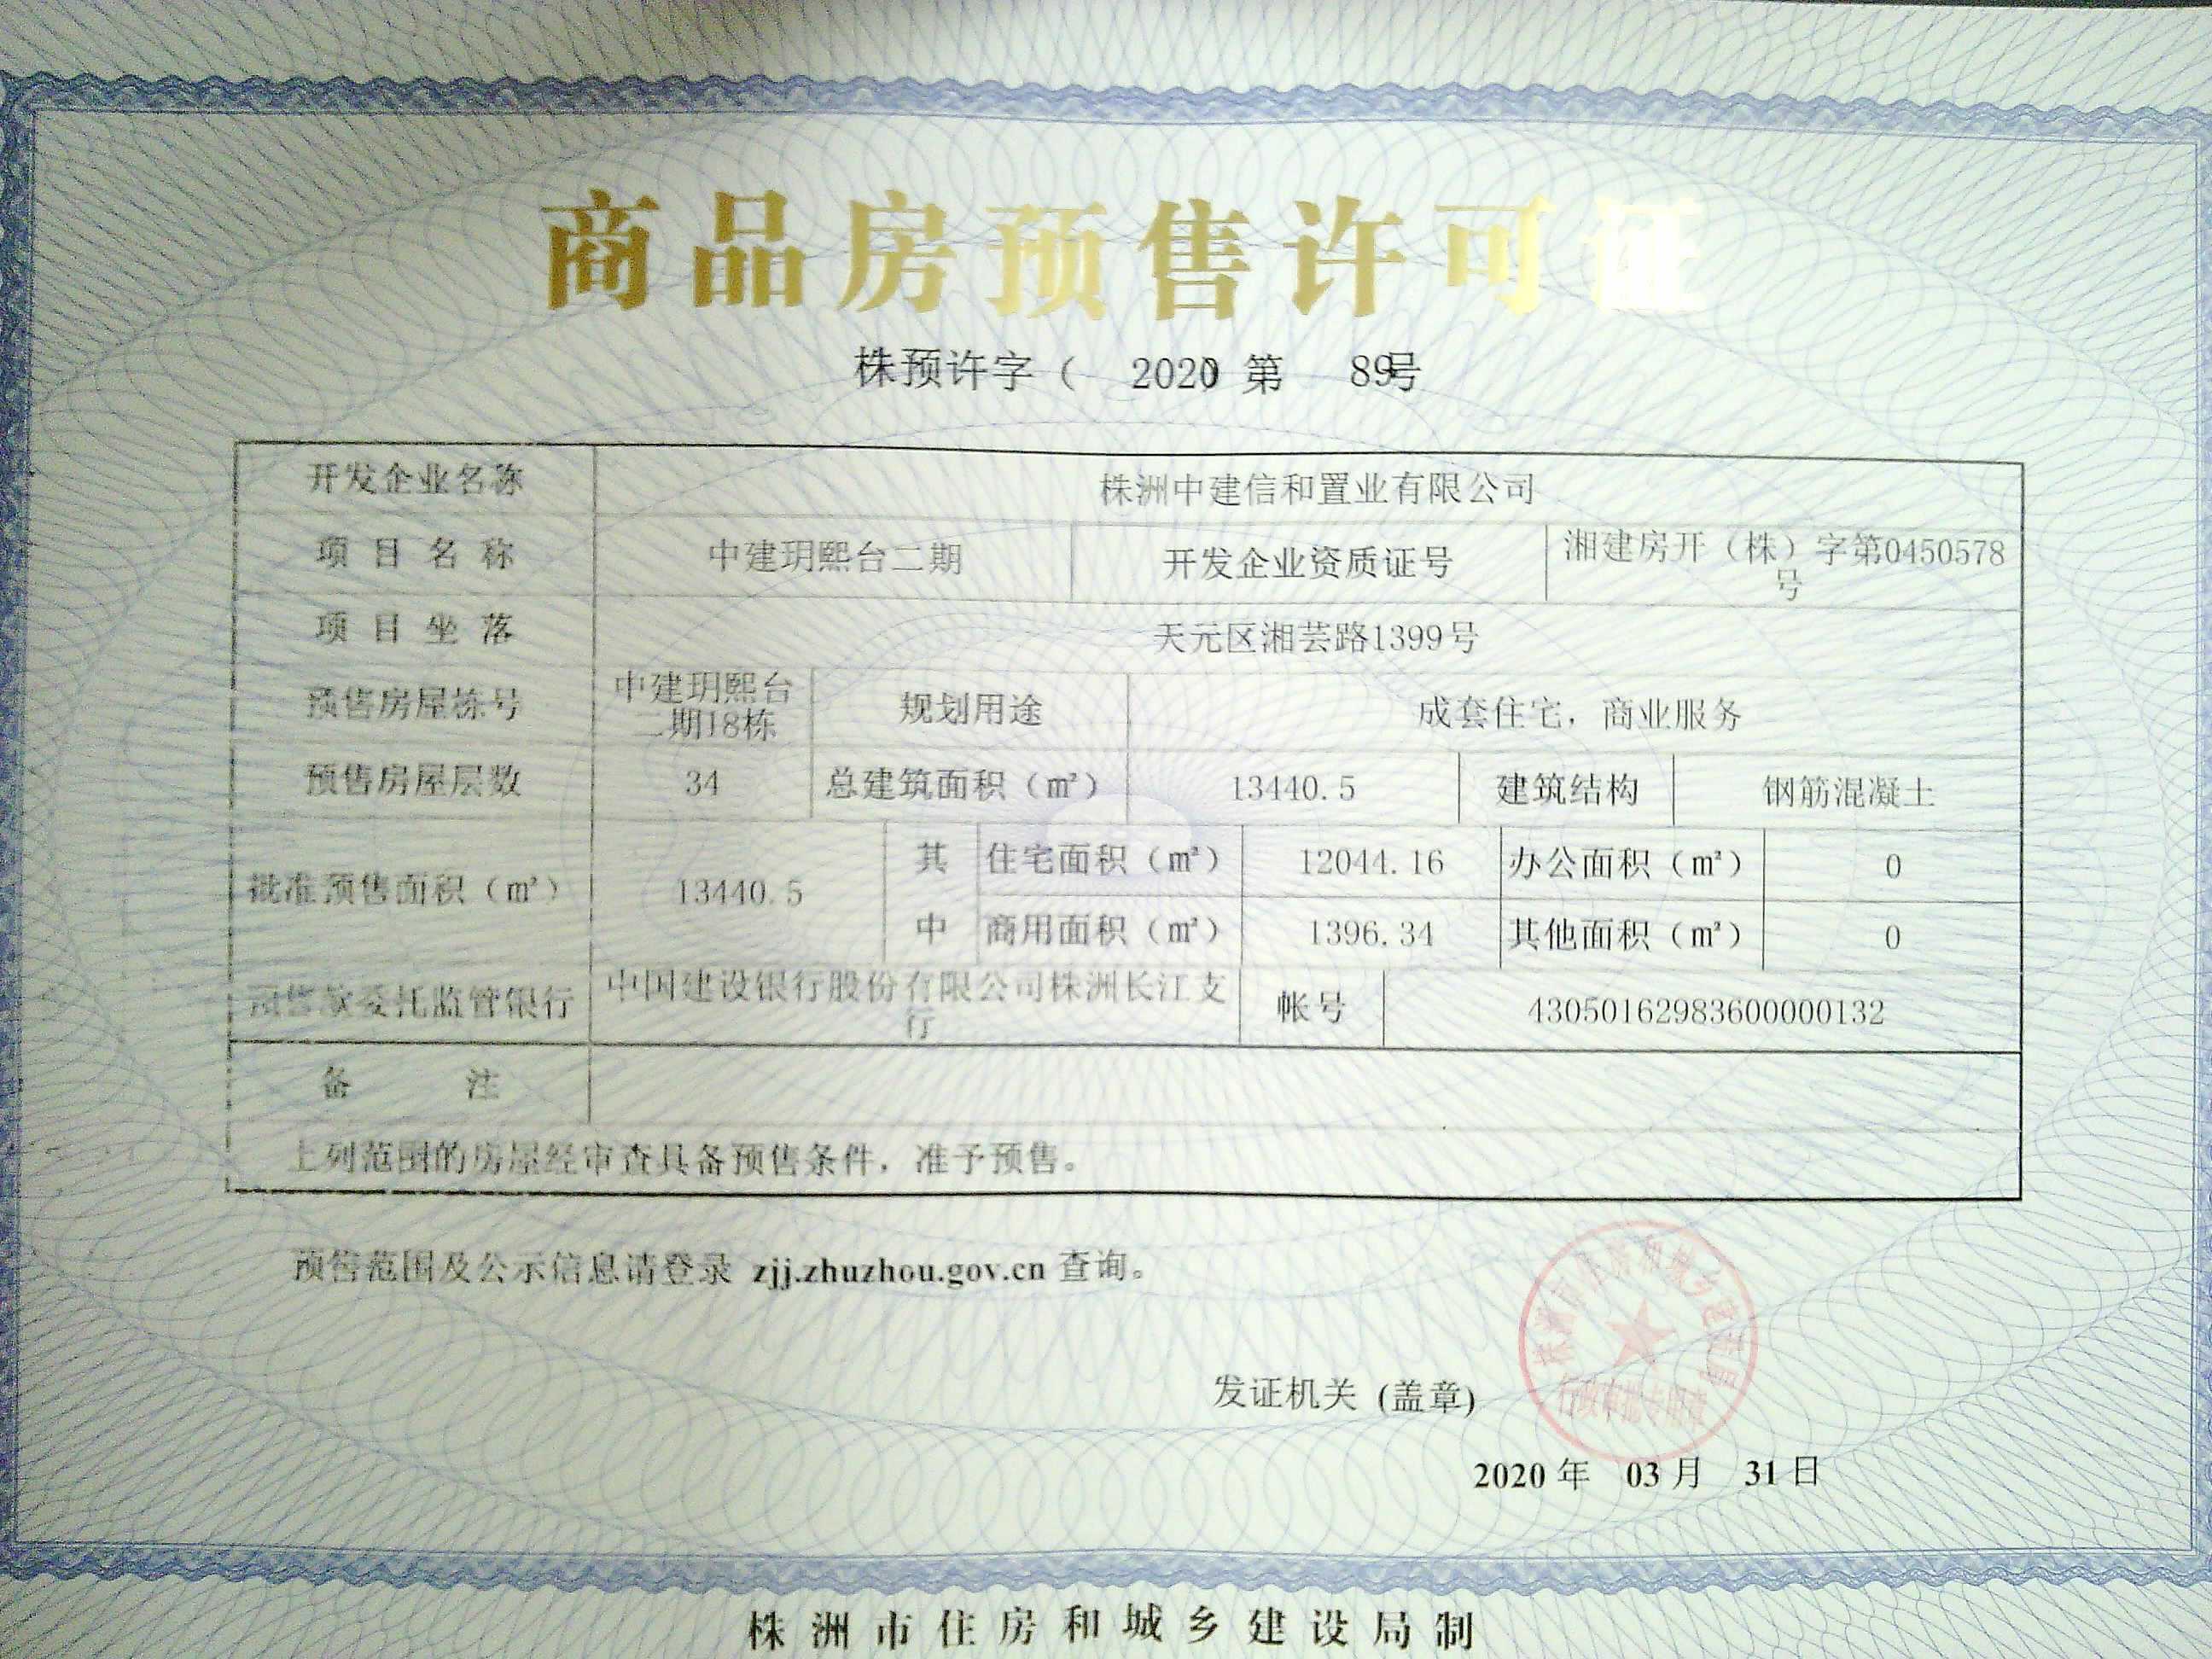 商品房预售许可证
株预许字（ 2020）第 89号
开发企业名称 株洲中建信和置业有限公司
项目名称 中建玥熙台二期 开发企业资质证号 湘建房开（株）字第0450578号
项目坐落 天元区湘芸路1399号
预售房屋栋号 中建玥熙台二期18栋 规划用途 成套住宅，商业服务
预售房屋层数 34 总建筑面积（㎡） 13440.5 建筑结构 钢筋混凝土
批准预售面积（㎡） 13440.5 其中 住宅面积（㎡） 12044.16 办公面积（㎡） 0
商用面积（㎡） 1396.34 其他面积（㎡） 0
预售款委托监管银行 中国建设银行股份有限公司株洲长江支行 帐号 43050162983600000132
备 注
上列范围的房屋经审查具备预售条件，准予预售。
预售范围及公示信息请登录 zjj.zhuzhou.gov.cn 查询。
株洲市住房和城乡建设局
行政审批专用章
发证机关 (盖章)
2020 年 03 月 31 日
株洲市住房和城乡建设局制